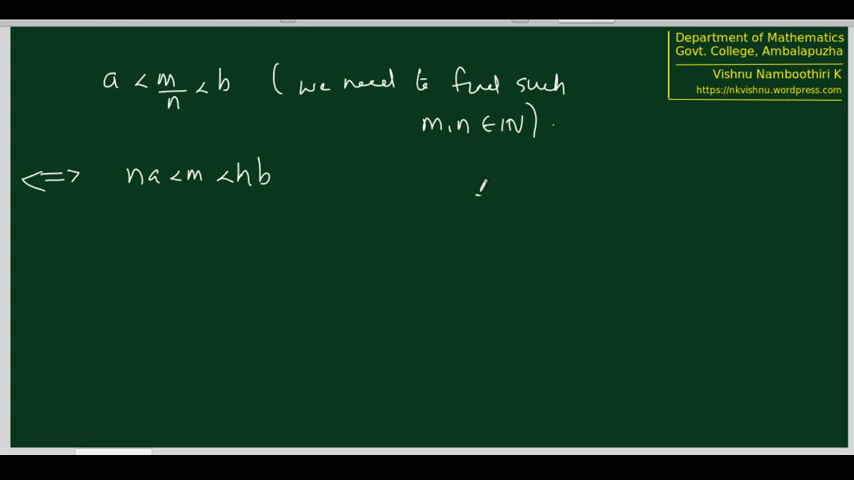 Department of Mathematics
Govt. College, Ambalapuzha
Vishnu Namboothiri K
https://nkvishnu.wordpress.com
a < m/n < b ( we need to find such
m, n ∈ ℕ) .
⟺ na < m < nb